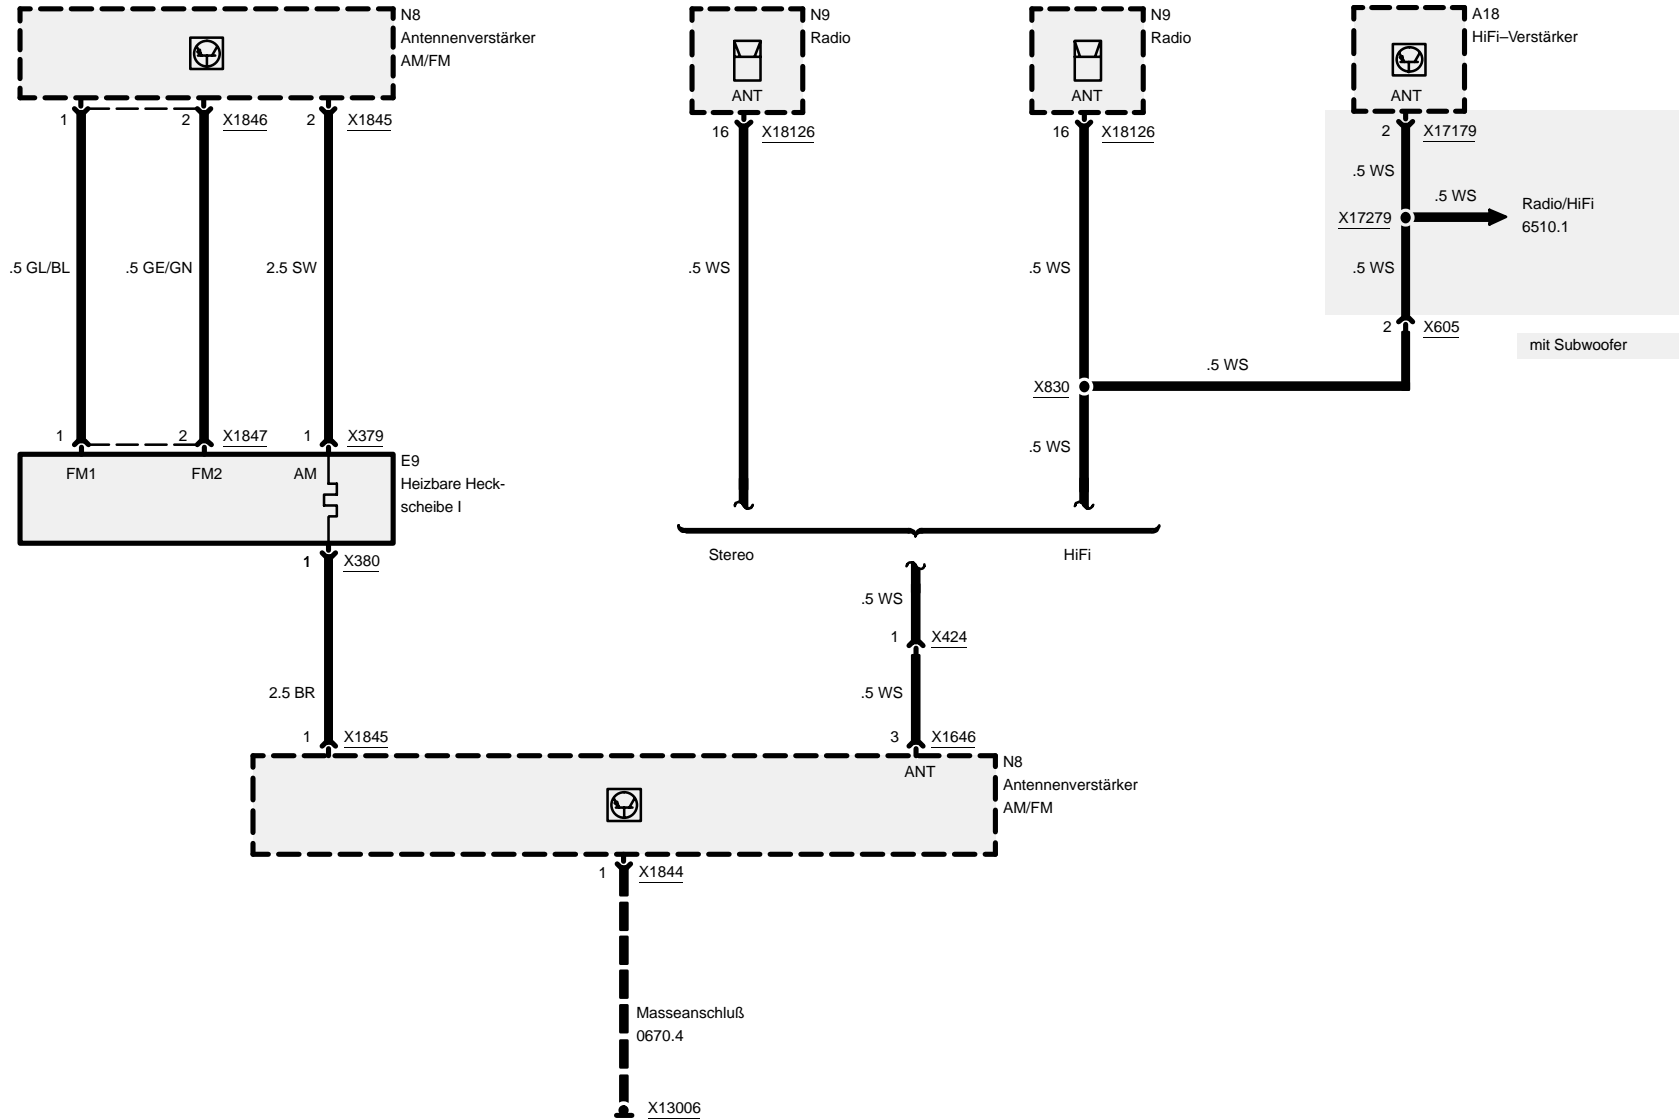 N8
Antennenverstärker
AM/FM
N9
Radio
ANT
N9
Radio
ANT
A18
HiFi–Verstärker
ANT
1
2
X1846
2
X1845
16
X18126
16
X18126
2
X17179
.5 WS
.5 WS
X17279
Radio/HiFi
6510.1
.5 GL/BL
.5 GE/GN
2.5 SW
.5 WS
.5 WS
.5 WS
2
X605
mit Subwoofer
.5 WS
X830
1
2
X1847
1
X379
.5 WS
FM1
FM2
AM
E9
Heizbare Heck-
scheibe I
Stereo
HiFi
1
X380
.5 WS
1
X424
2.5 BR
.5 WS
1
X1845
3
X1646
ANT
N8
Antennenverstärker
AM/FM
1
X1844
Masseanschluß
0670.4
X13006